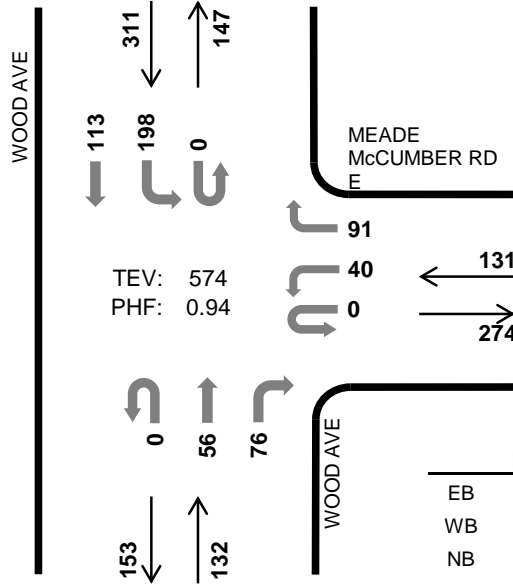 311
147
WOOD AVE
113
198
0
MEADE
McCUMBER RD
E
91
40
0
131
274
TEV: 574
PHF: 0.94
0
56
76
WOOD AVE
153
132
EB
WB
NB